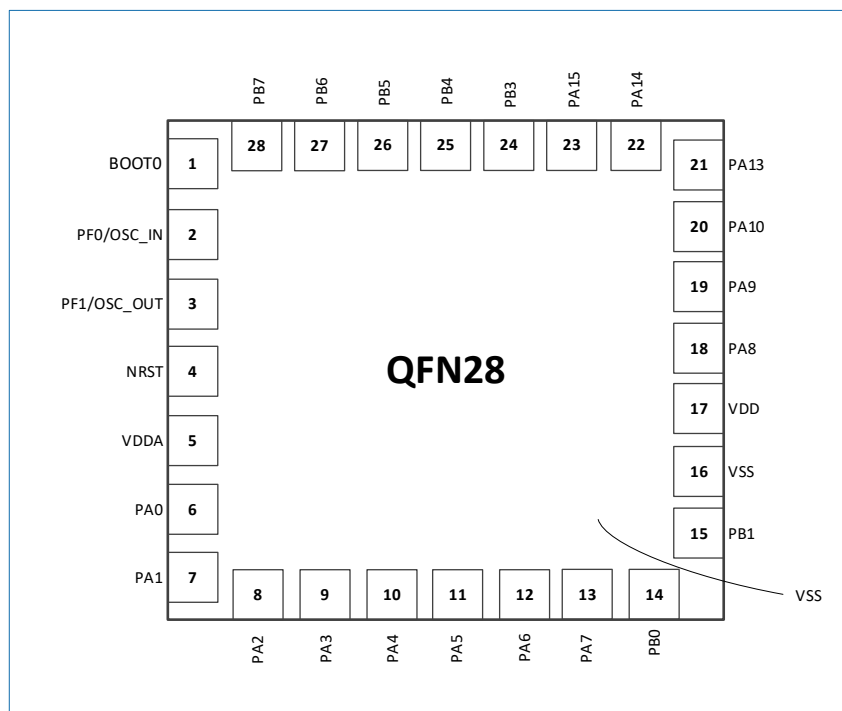 PB7 PB6 PB5 PB4 PB3 PA15 PA14
28 27 26 25 24 23 22
BOOT0 1
21 PA13
PF0/OSC_IN 2
20 PA10
PF1/OSC_OUT 3
19 PA9
18 PA8
NRST 4
QFN28
17 VDD
VDDA 5
16 VSS
PA0 6
15 PB1
PA1 7
VSS
8 9 10 11 12 13 14
PA2 PA3 PA4 PA5 PA6 PA7 PB0